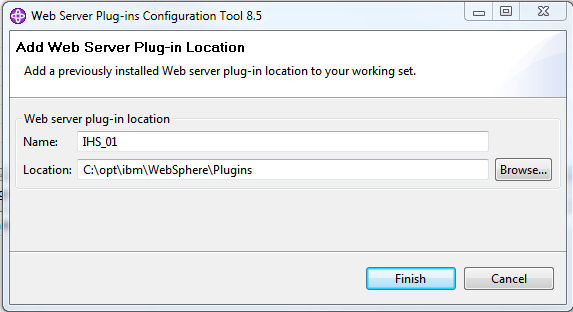 Web Server Plug-ins Configuration Tool 8.5
Add Web Server Plug-in Location
Add a previously installed Web server plug-in location to your working set.
Web server plug-in location
Name: IHS_01
Location: C:\opt\ibm\WebSphere\Plugins Browse...
Finish Cancel